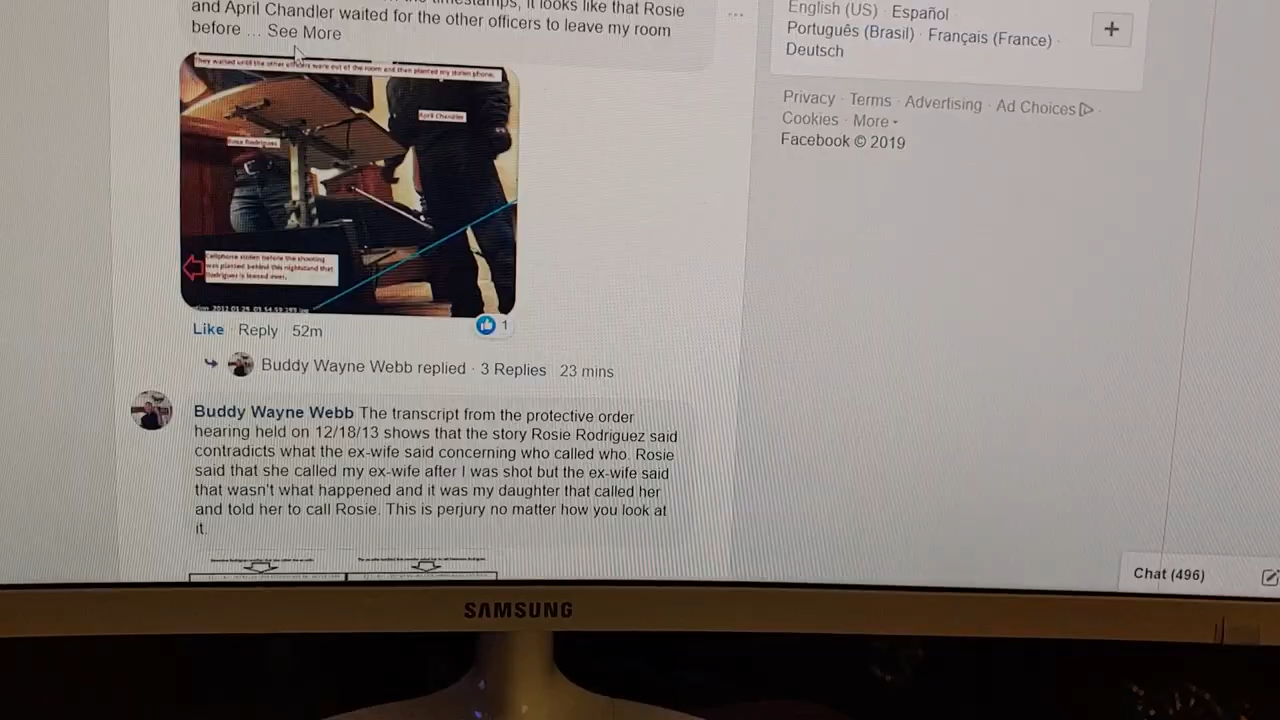 timestamps, it looks like that Rosie
and April Chandler waited for the other officers to leave my room
before ... See More
They waited until the other officers were out of the room and then planted my stolen phone.
April Chandler
Rosie Rodriguez
Cellphone stolen before the shooting
was planted behind this nightstand that
Rodriguez is leaned over.
Like Reply 52m
1
Buddy Wayne Webb replied · 3 Replies 23 mins
Buddy Wayne Webb The transcript from the protective order
hearing held on 12/18/13 shows that the story Rosie Rodriguez said
contradicts what the ex-wife said concerning who called who. Rosie
said that she called my ex-wife after I was shot but the ex-wife said
that wasn't what happened and it was my daughter that called her
and told her to call Rosie. This is perjury no matter how you look at
it.
English (US) · Español
Português (Brasil) · Français (France) ·
Deutsch
+
Privacy · Terms · Advertising · Ad Choices ·
Cookies · More
Facebook © 2019
Chat (496)
SAMSUNG